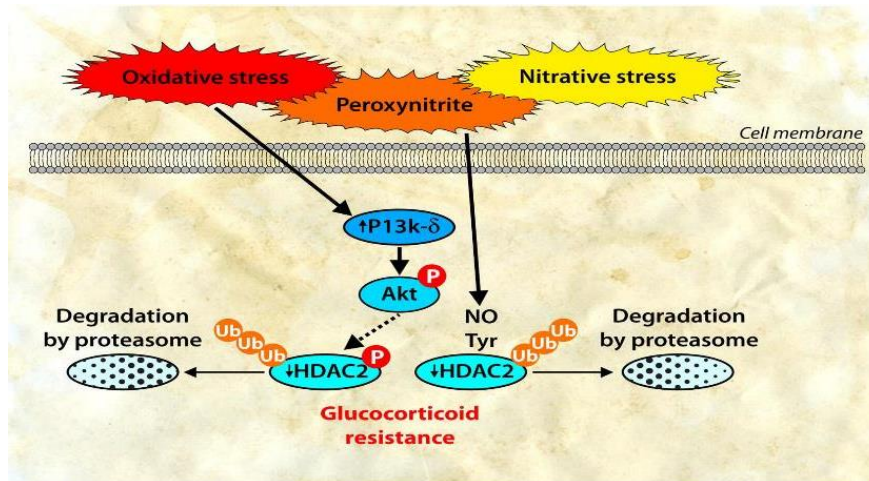 Oxidative stress
Nitrative stress
Peroxynitrite
Cell membrane
↑P13k-δ
P
Akt
NO
Tyr
Degradation
by proteasome
Ub
Ub
Ub
P
↓HDAC2
Ub
Ub
Ub
↓HDAC2
Degradation
by proteasome
Glucocorticoid
resistance